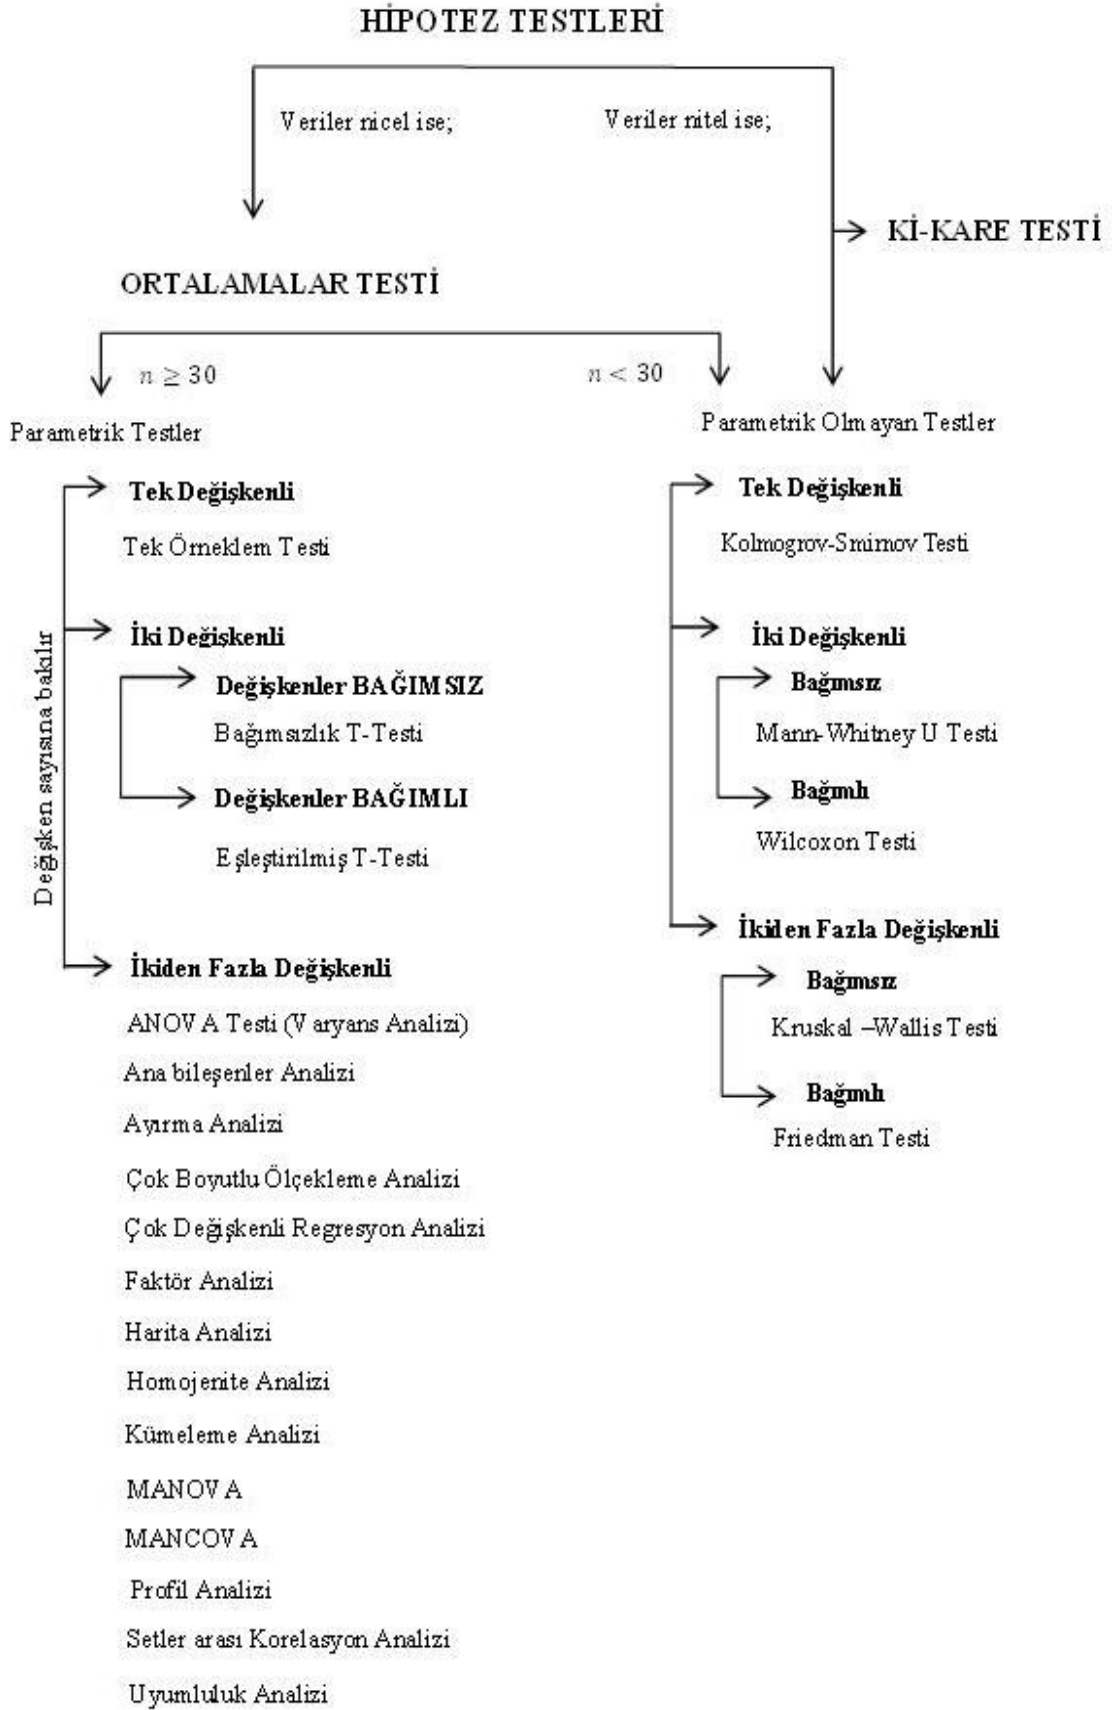 HİPOTEZ TESTLERİ
Veriler nicel ise;
Veriler nitel ise;
Kİ-KARE TESTİ
ORTALAMALAR TESTİ
n ≥ 30
n < 30
Parametrik Testler
Tek Değişkenli
Tek Örneklem Testi
Değişken sayısına bakılır
İki Değişkenli
Değişkenler BAĞIMSIZ
Bağımsızlık T-Testi
Değişkenler BAĞIMLI
Eşleştirilmiş T-Testi
İkiden Fazla Değişkenli
ANOVA Testi (Varyans Analizi)
Ana bileşenler Analizi
Ayırma Analizi
Çok Boyutlu Ölçekleme Analizi
Çok Değişkenli Regresyon Analizi
Faktör Analizi
Harita Analizi
Homojenite Analizi
Kümeleme Analizi
MANOVA
MANCOVA
Profil Analizi
Setler arası Korelasyon Analizi
Uyumluluk Analizi
Parametrik Olmayan Testler
Tek Değişkenli
Kolmogrov-Smirnov Testi
İki Değişkenli
Bağımsız
Mann-Whitney U Testi
Bağımlı
Wilcoxon Testi
İkiden Fazla Değişkenli
Bağımsız
Kruskal –Wallis Testi
Bağımlı
Friedman Testi